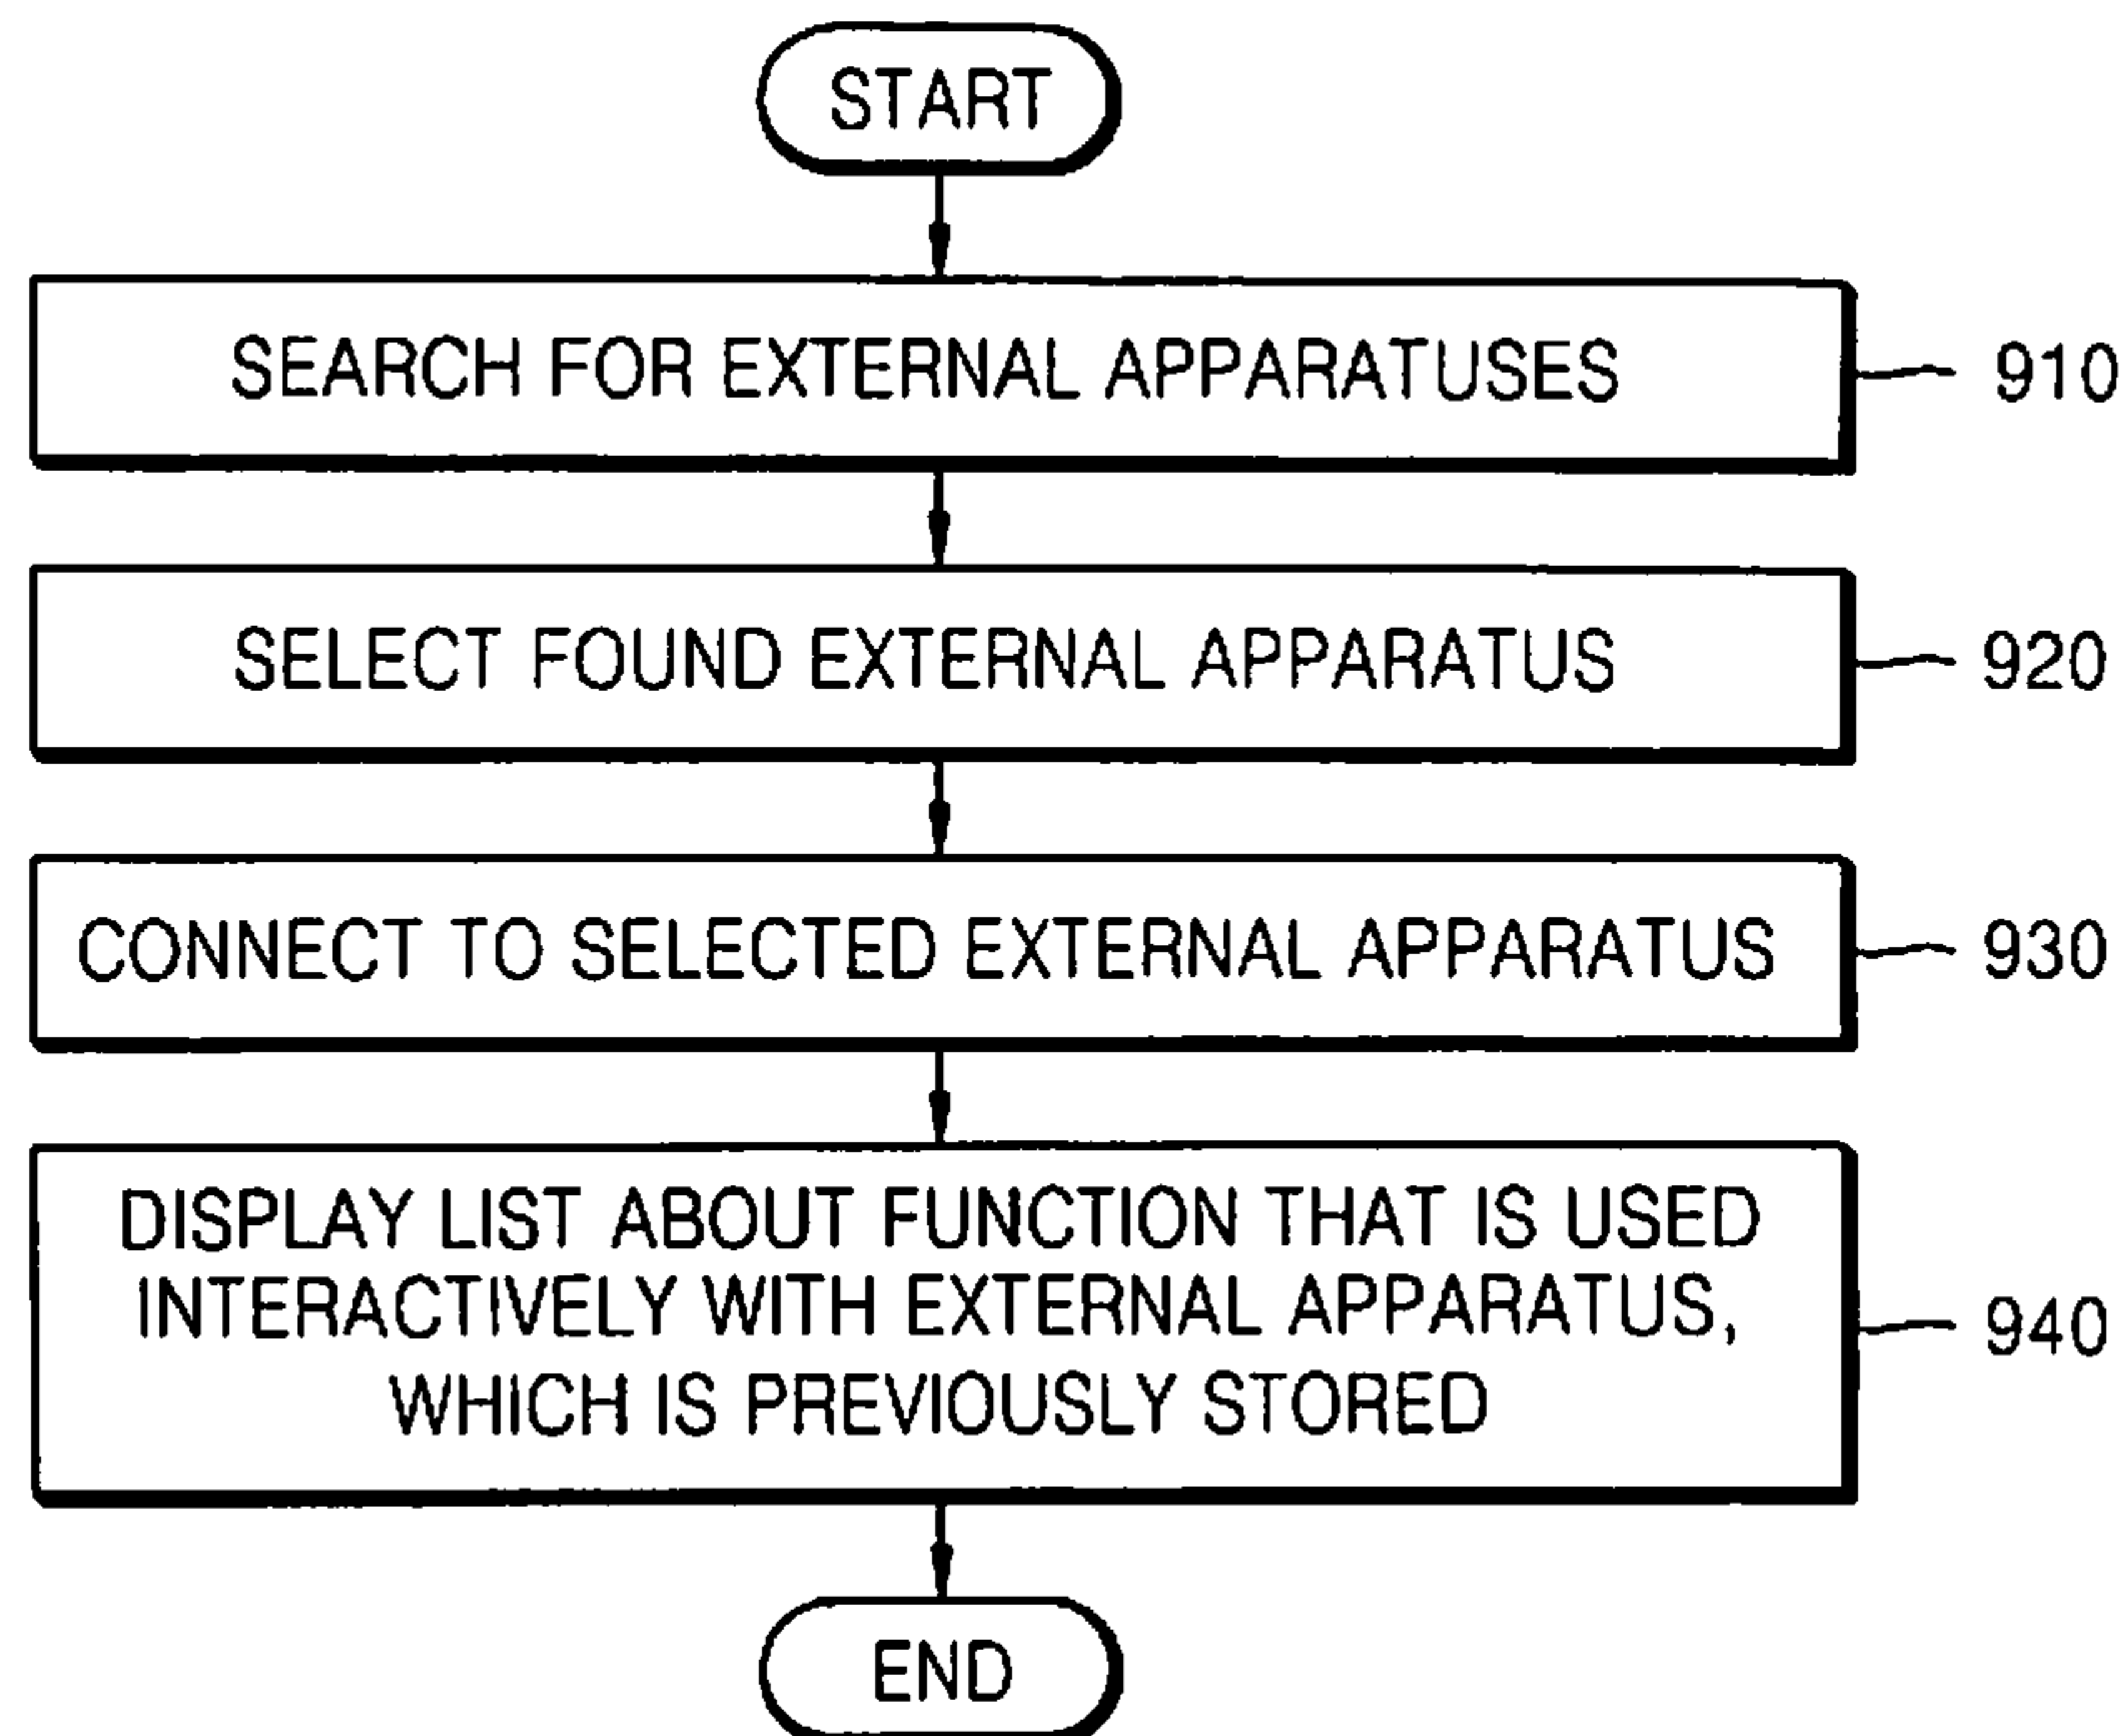 START
SEARCH FOR EXTERNAL APPARATUSES
910
SELECT FOUND EXTERNAL APPARATUS
920
CONNECT TO SELECTED EXTERNAL APPARATUS
930
DISPLAY LIST ABOUT FUNCTION THAT IS USED
INTERACTIVELY WITH EXTERNAL APPARATUS,
WHICH IS PREVIOUSLY STORED
940
END